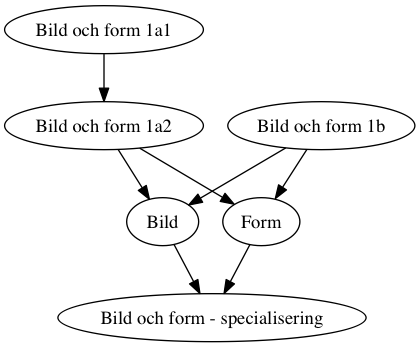 Bild och form 1a1
Bild och form 1a2
Bild och form 1b
Bild
Form
Bild och form - specialisering